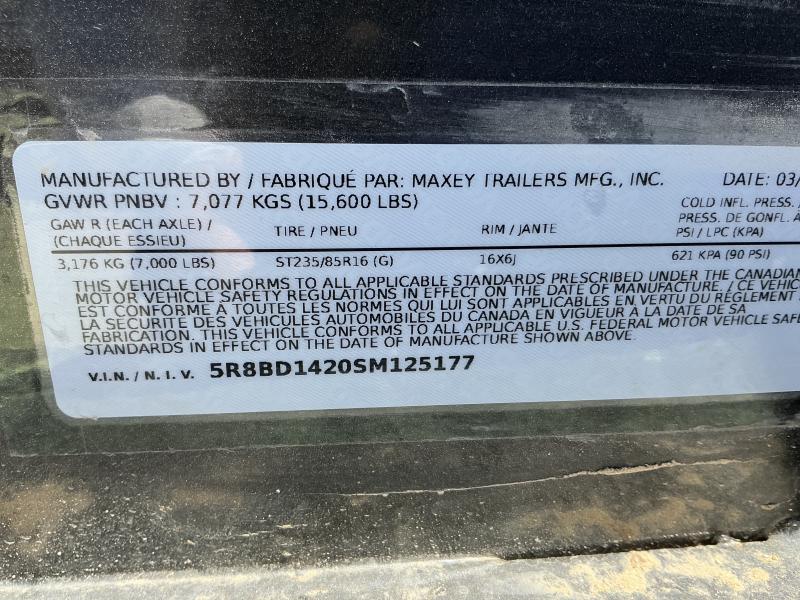 MANUFACTURED BY / FABRIQUÉ PAR: MAXEY TRAILERS MFG., INC. DATE: 03/
GVWR PNBV : 7,077 KGS (15,600 LBS)
GAW R (EACH AXLE) / (CHAQUE ESSIEU) TIRE / PNEU RIM / JANTE COLD INFL. PRESS. / PRESS. DE GONFL. A PSI / LPC (KPA)
3,176 KG (7,000 LBS) ST235/85R16 (G) 16X6J 621 KPA (90 PSI)
THIS VEHICLE CONFORMS TO ALL APPLICABLE STANDARDS PRESCRIBED UNDER THE CANADIAN
MOTOR VEHICLE SAFETY REGULATIONS IN EFFECT ON THE DATE OF MANUFACTURE. / CE VEHIC
EST CONFORME À TOUTES LES NORMES QUI LUI SONT APPLICABLES EN VERTU DU RÈGLEMENT
LA SÉCURITÉ DES VÉHICULES AUTOMOBILES DU CANADA EN VIGUEUR A LA DATE DE SA
FABRICATION. THIS VEHICLE CONFORMS TO ALL APPLICABLE U.S. FEDERAL MOTOR VEHICLE SAFE
STANDARDS IN EFFECT ON DATE OF MANUFACTURE SHOWN ABOVE.
V.I.N. / N. I. V. 5R8BD1420SM125177